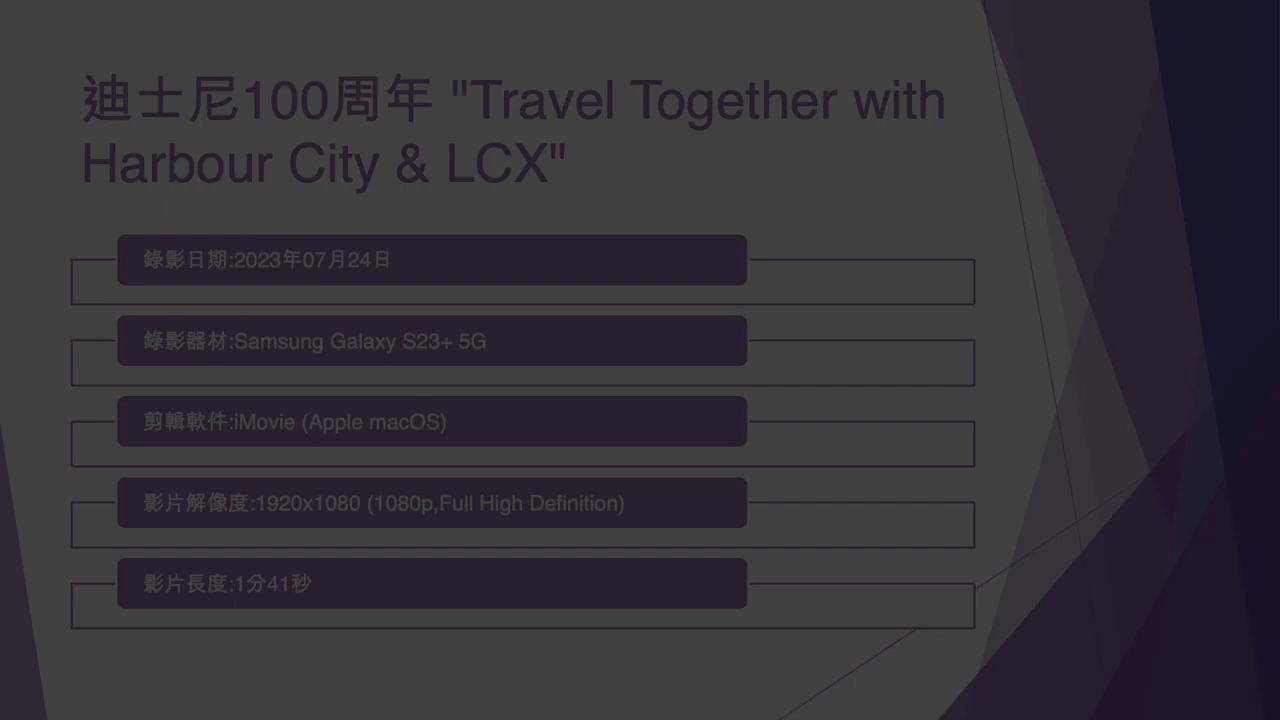 迪士尼100周年 "Travel Together with
Harbour City & LCX"
錄影日期:2023年07月24日
錄影器材:Samsung Galaxy S23+ 5G
剪輯軟件:iMovie (Apple macOS)
影片解像度:1920x1080 (1080p,Full High Definition)
影片長度:1分41秒